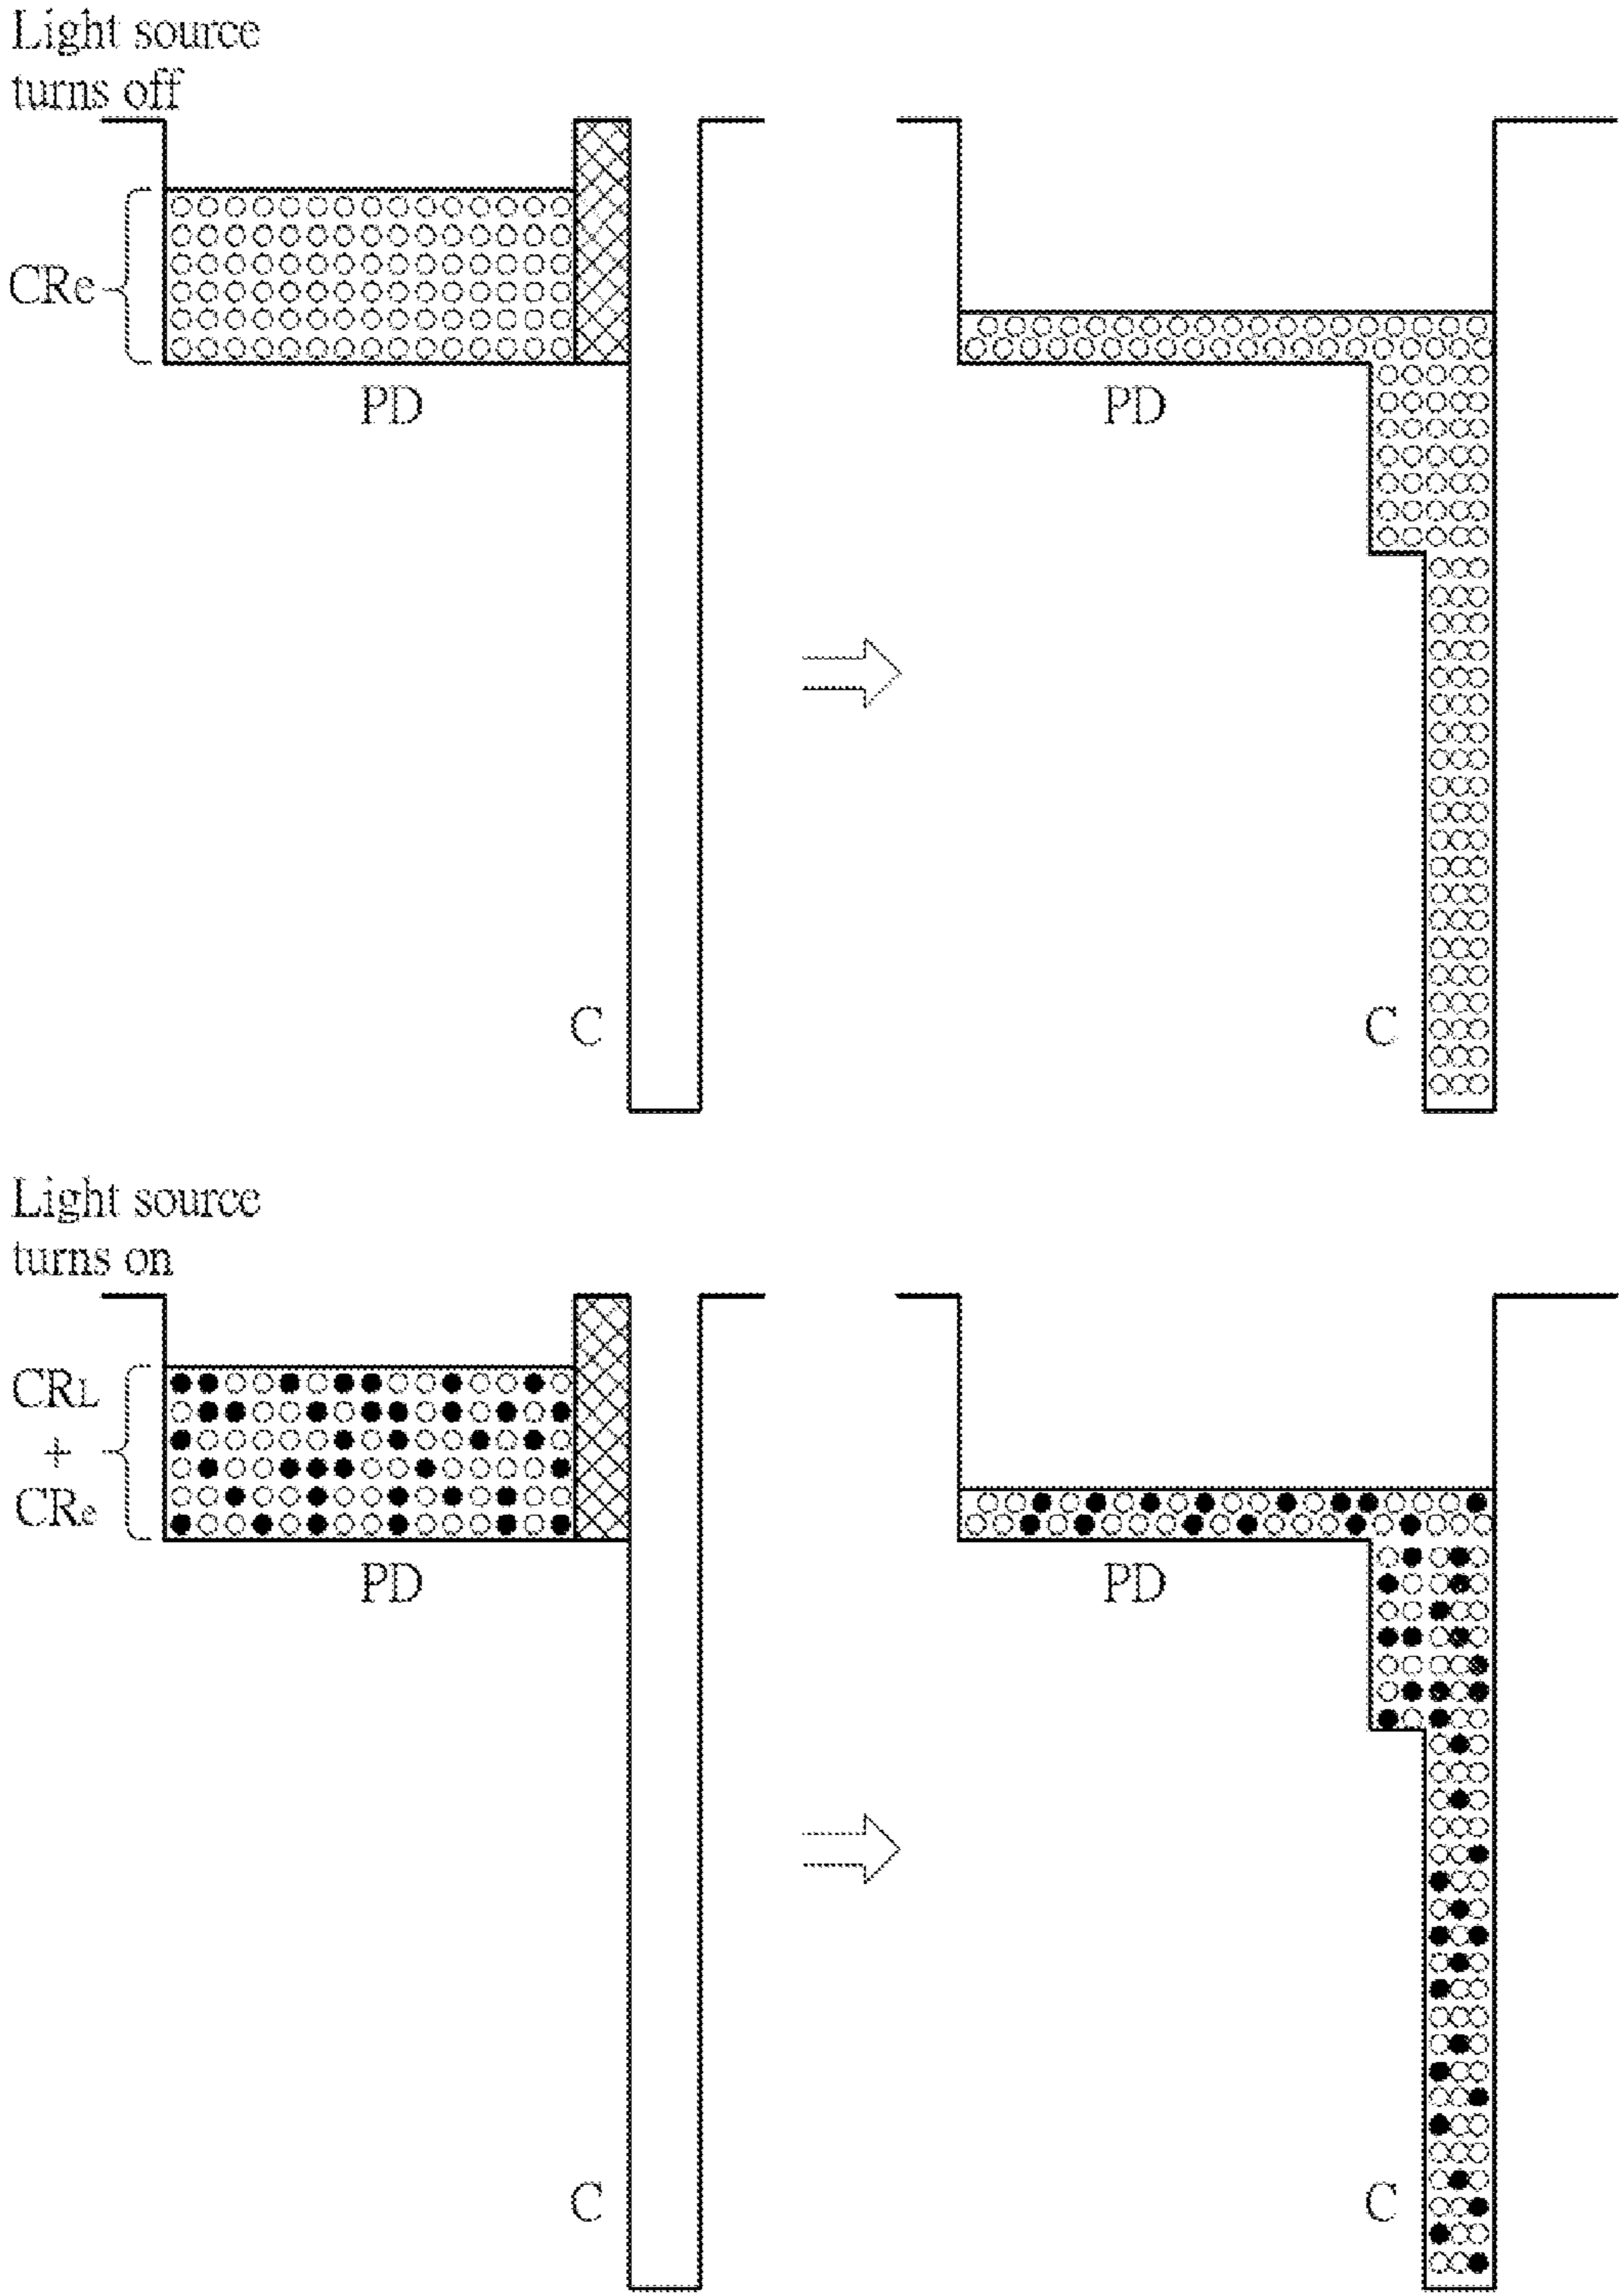 Light source
turns off
CRe
PD
PD
C
C
Light source
turns on
CRL
+
CRe
PD
PD
C
C